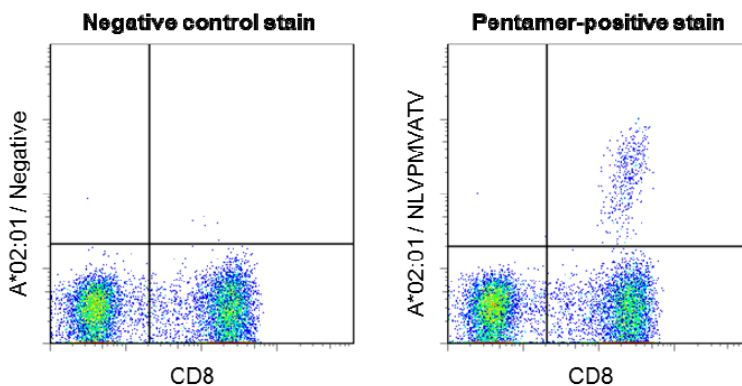 Negative control stain
A*02:01 / Negative
CD8
Pentamer-positive stain
A*02:01 / NLVPMVATV
CD8